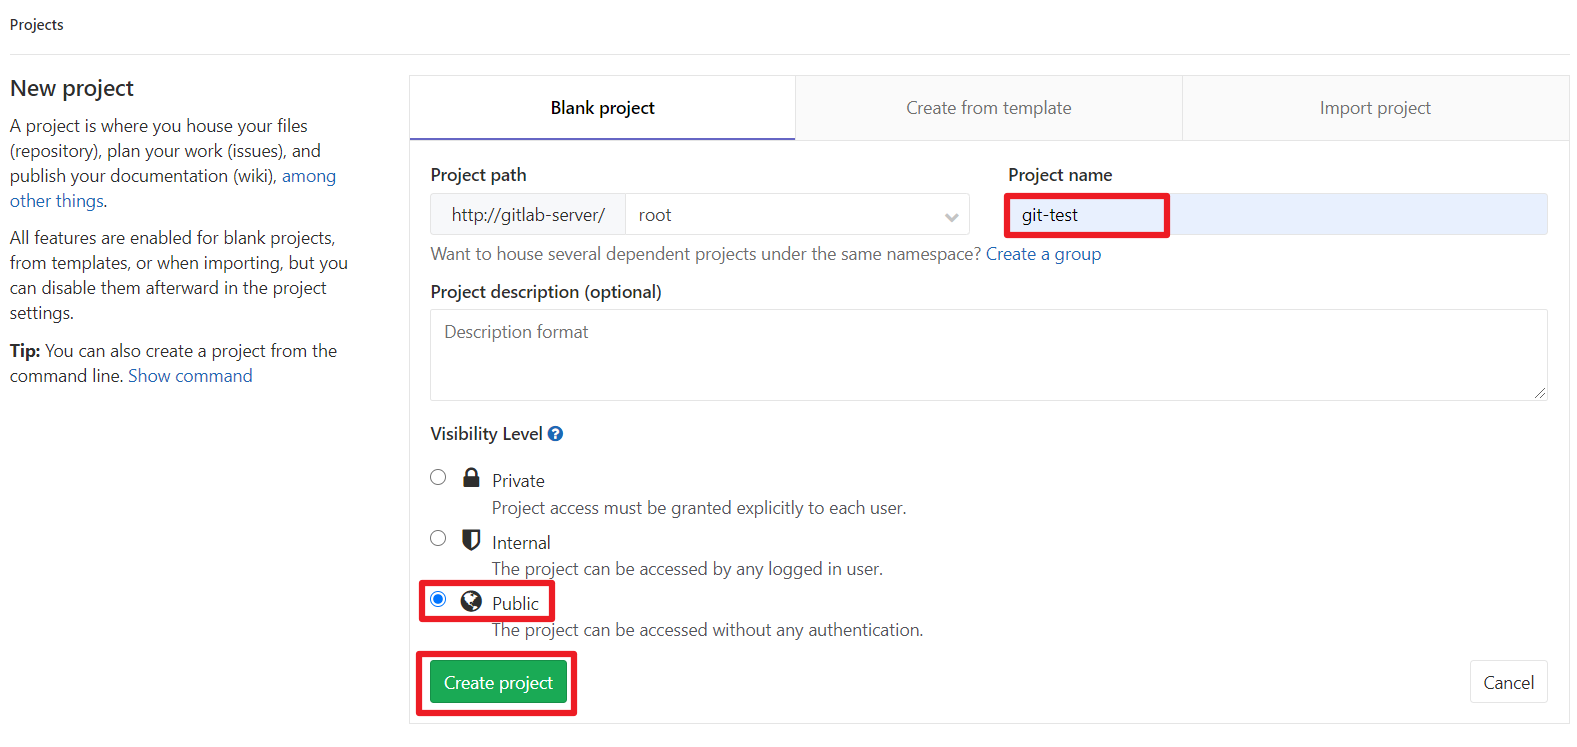 Projects
New project
A project is where you house your files
(repository), plan your work (issues), and
publish your documentation (wiki), among
other things.
All features are enabled for blank projects,
from templates, or when importing, but you
can disable them afterward in the project
settings.
Tip: You can also create a project from the
command line. Show command
Blank project
Create from template
Import project
Project path
Project name
http://gitlab-server/
root
git-test
Want to house several dependent projects under the same namespace? Create a group
Project description (optional)
Description format
Visibility Level ?
Private
Project access must be granted explicitly to each user.
Internal
The project can be accessed by any logged in user.
Public
The project can be accessed without any authentication.
Create project
Cancel